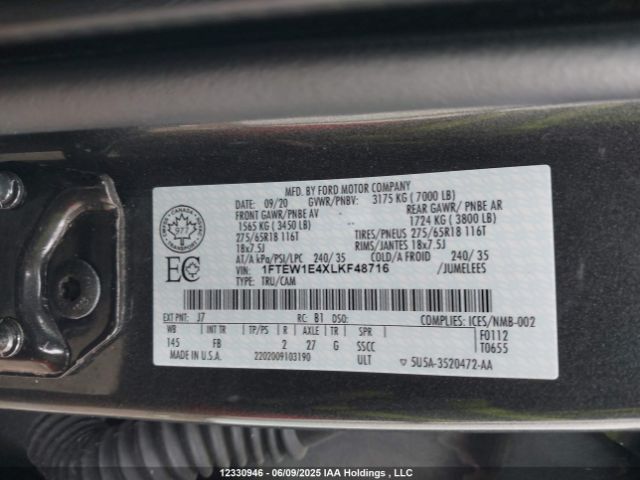 MFD. BY FORD MOTOR COMPANY
DATE: 09/20 GVWR/PNBV: 3175 KG ( 7000 LB)
FRONT GAWR/PNBE AV REAR GAWR/ PNBE AR
1565 KG ( 3450 LB) 1724 KG ( 3800 LB)
275/65R18 116T TIRES/PNEUS 275/65R18 116T
18x7.5J RIMS/JANTES 18x7.5J
AT/A kPa/PSI/LPC 240/ 35 COLD/A FROID 240/ 35
VIN: 1FTEW1E4XLKF48716 /JUMELEES
TYPE: TRU/CAM
CANADA
TRANSPORT
977
EC
EXT PNT: J7 RC: B1 DSO: COMPLIES: ICES/NMB-002
WB INT TR TP/PS R AXLE TR SPR F0112
145 FB 2 27 G SSCC T0655
MADE IN U.S.A. 2202009103190 ULT 5U5A-3520472-AA
12330946 - 06/09/2025 IAA Holdings , LLC